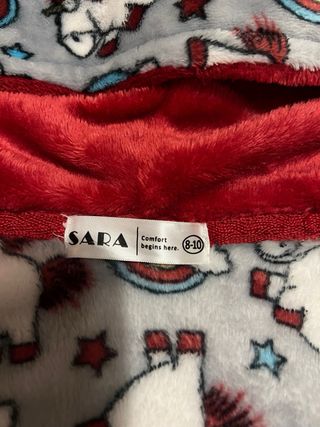 SARA
Comfort
begins here.
8-10